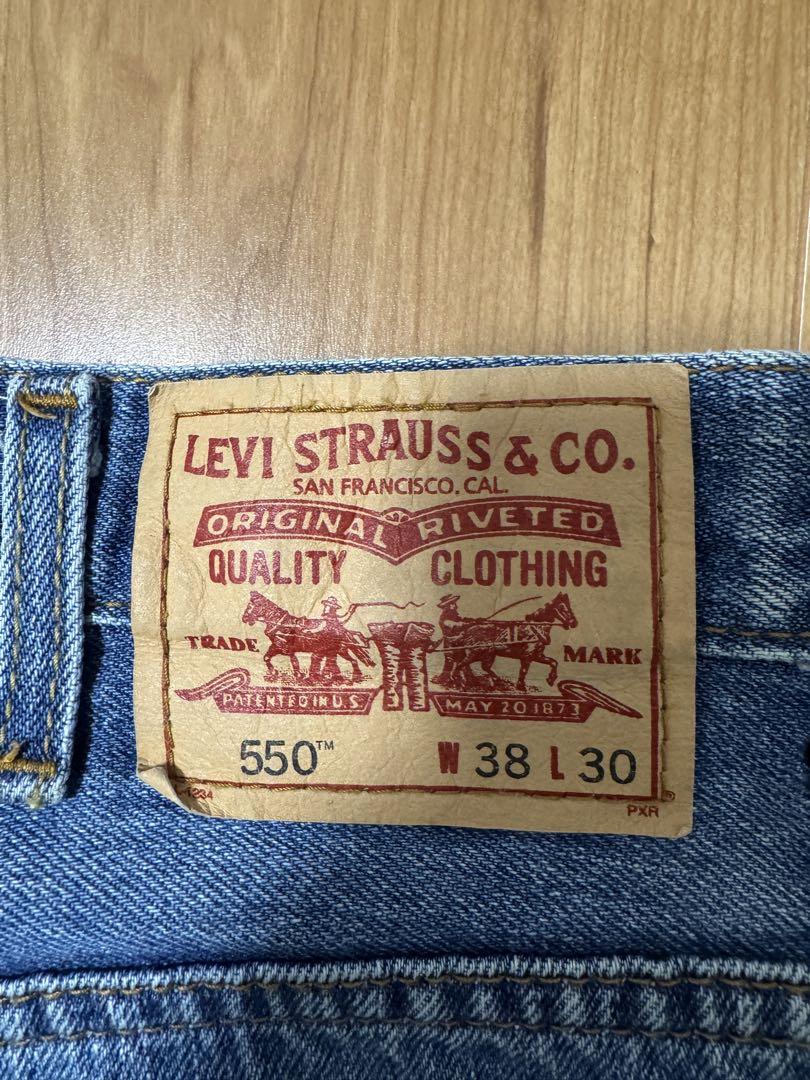 LEVI STRAUSS & CO.
SAN FRANCISCO, CAL.
ORIGINAL RIVETED
QUALITY CLOTHING
TRADE MARK
PATENTED IN U.S. MAY 20 1873
550™ W 38 L 30
PXR